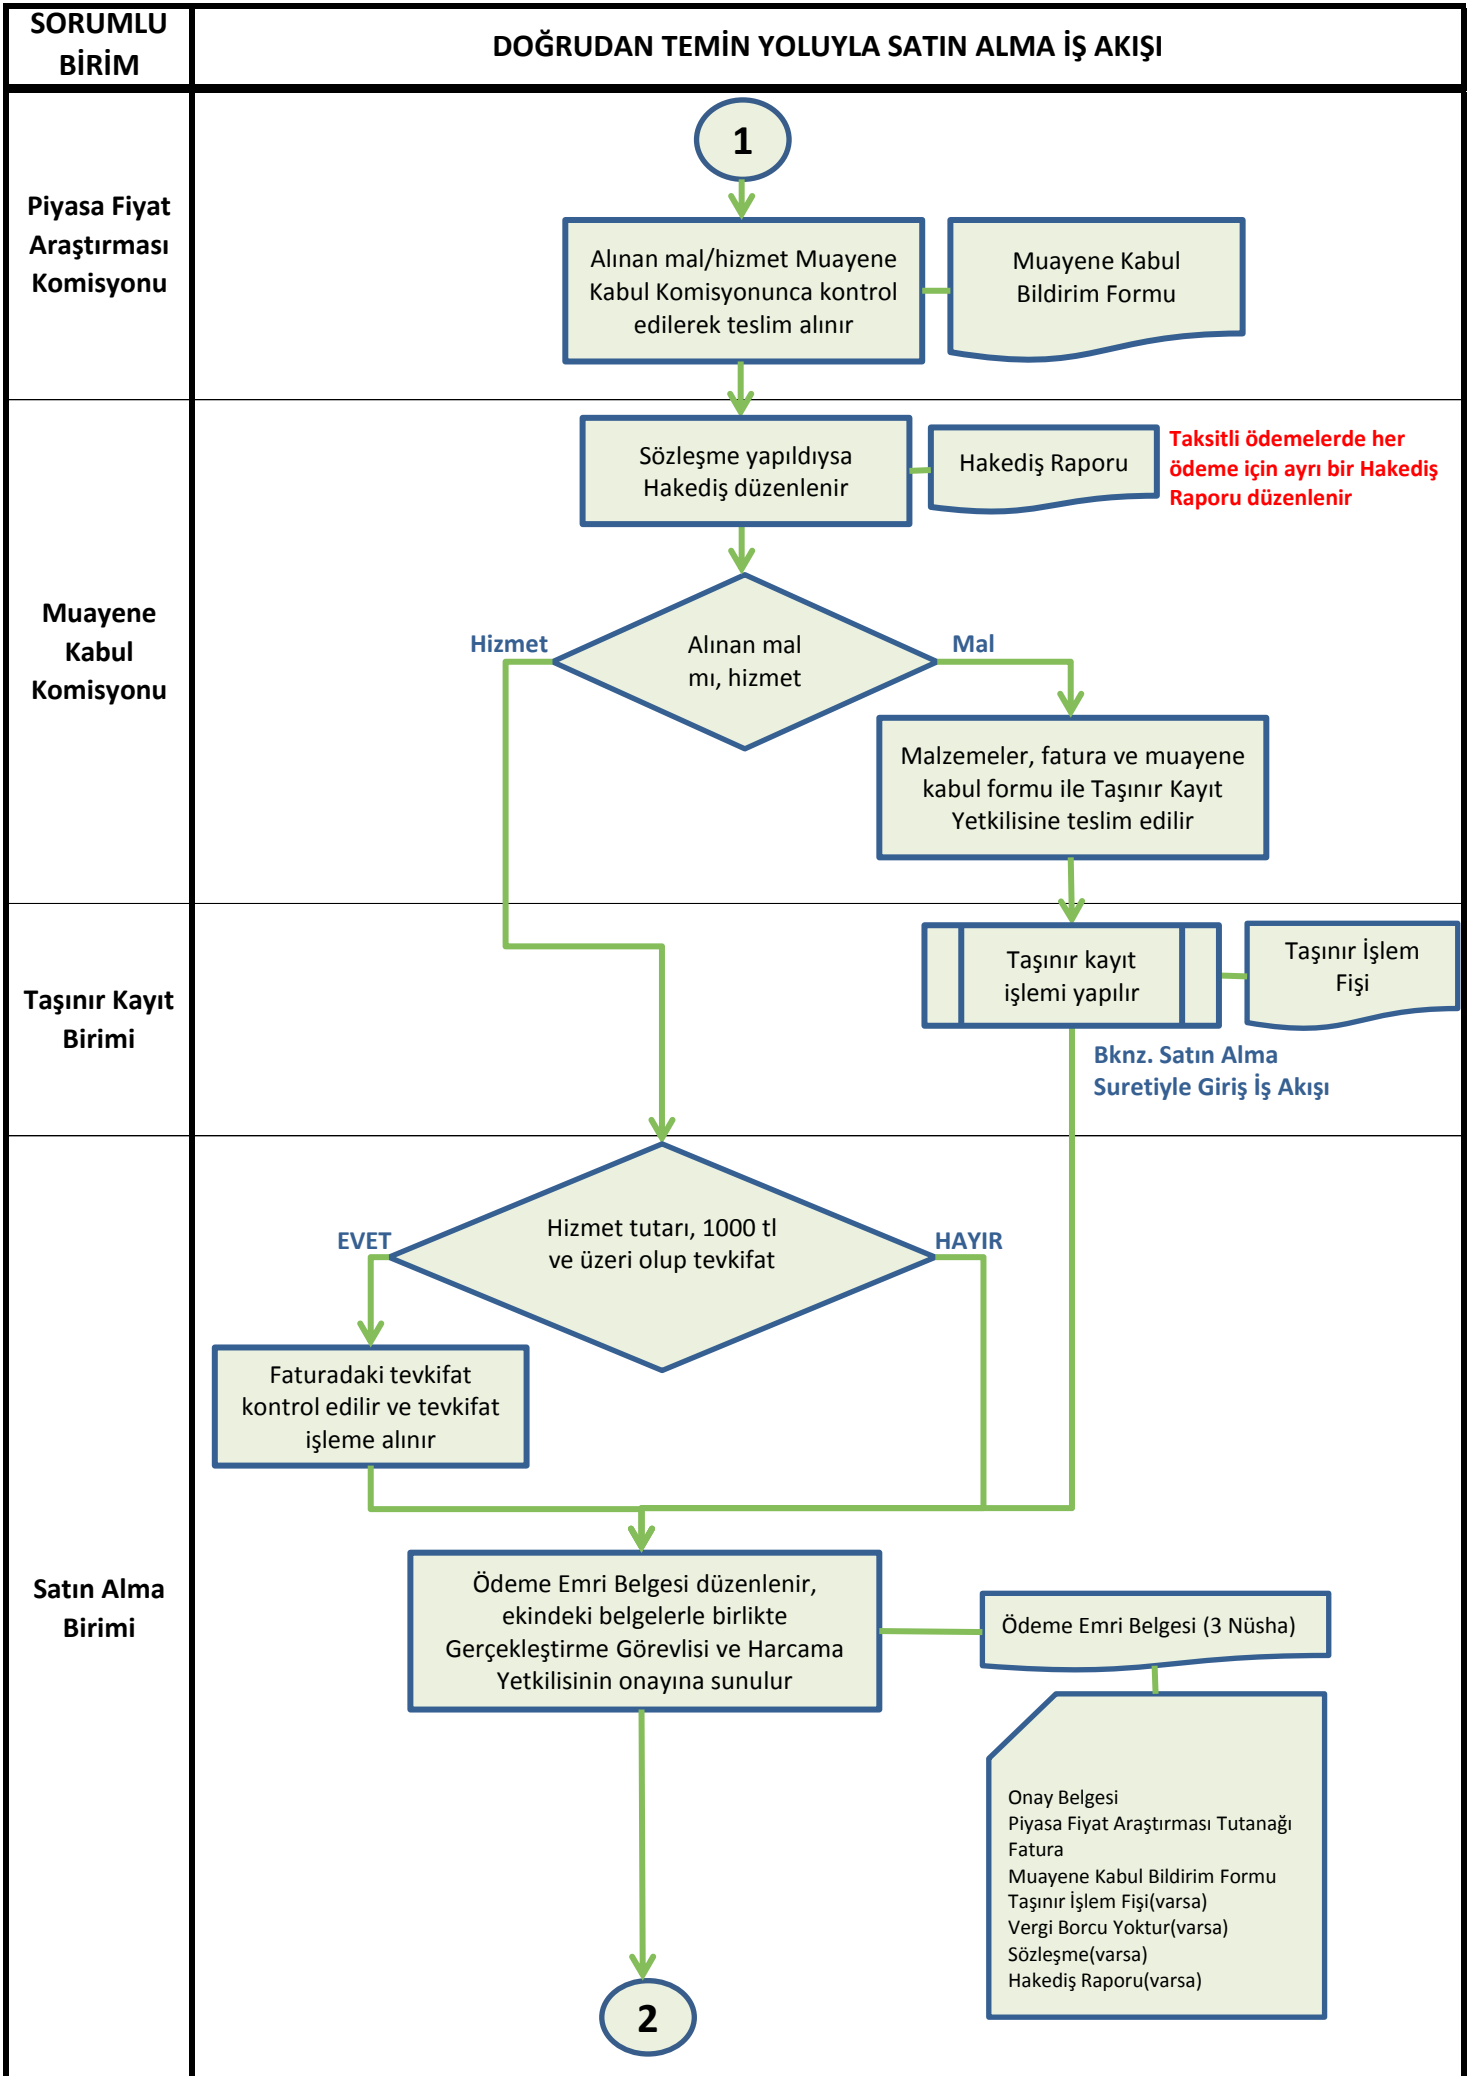 SORUMLU
BİRİM
DOĞRUDAN TEMİN YOLUYLA SATIN ALMA İŞ AKIŞI
Piyasa Fiyat
Araştırması
Komisyonu
1
Alınan mal/hizmet Muayene
Kabul Komisyonunca kontrol
edilerek teslim alınır
Muayene Kabul
Bildirim Formu
Muayene
Kabul
Komisyonu
Sözleşme yapıldıysa
Hakediş düzenlenir
Hakediş Raporu
Taksitli ödemelerde her
ödeme için ayrı bir Hakediş
Raporu düzenlenir
Hizmet
Alınan mal
mı, hizmet
Mal
Malzemeler, fatura ve muayene
kabul formu ile Taşınır Kayıt
Yetkilisine teslim edilir
Taşınır Kayıt
Birimi
Taşınır kayıt
işlemi yapılır
Taşınır İşlem
Fişi
Bknz. Satın Alma
Suretiyle Giriş İş Akışı
Satın Alma
Birimi
EVET
Hizmet tutarı, 1000 tl
ve üzeri olup tevkifat
HAYIR
Faturadaki tevkifat
kontrol edilir ve tevkifat
işleme alınır
Ödeme Emri Belgesi düzenlenir,
ekindeki belgelerle birlikte
Gerçekleştirme Görevlisi ve Harcama
Yetkilisinin onayına sunulur
Ödeme Emri Belgesi (3 Nüsha)
Onay Belgesi
Piyasa Fiyat Araştırması Tutanağı
Fatura
Muayene Kabul Bildirim Formu
Taşınır İşlem Fişi(varsa)
Vergi Borcu Yoktur(varsa)
Sözleşme(varsa)
Hakediş Raporu(varsa)
2